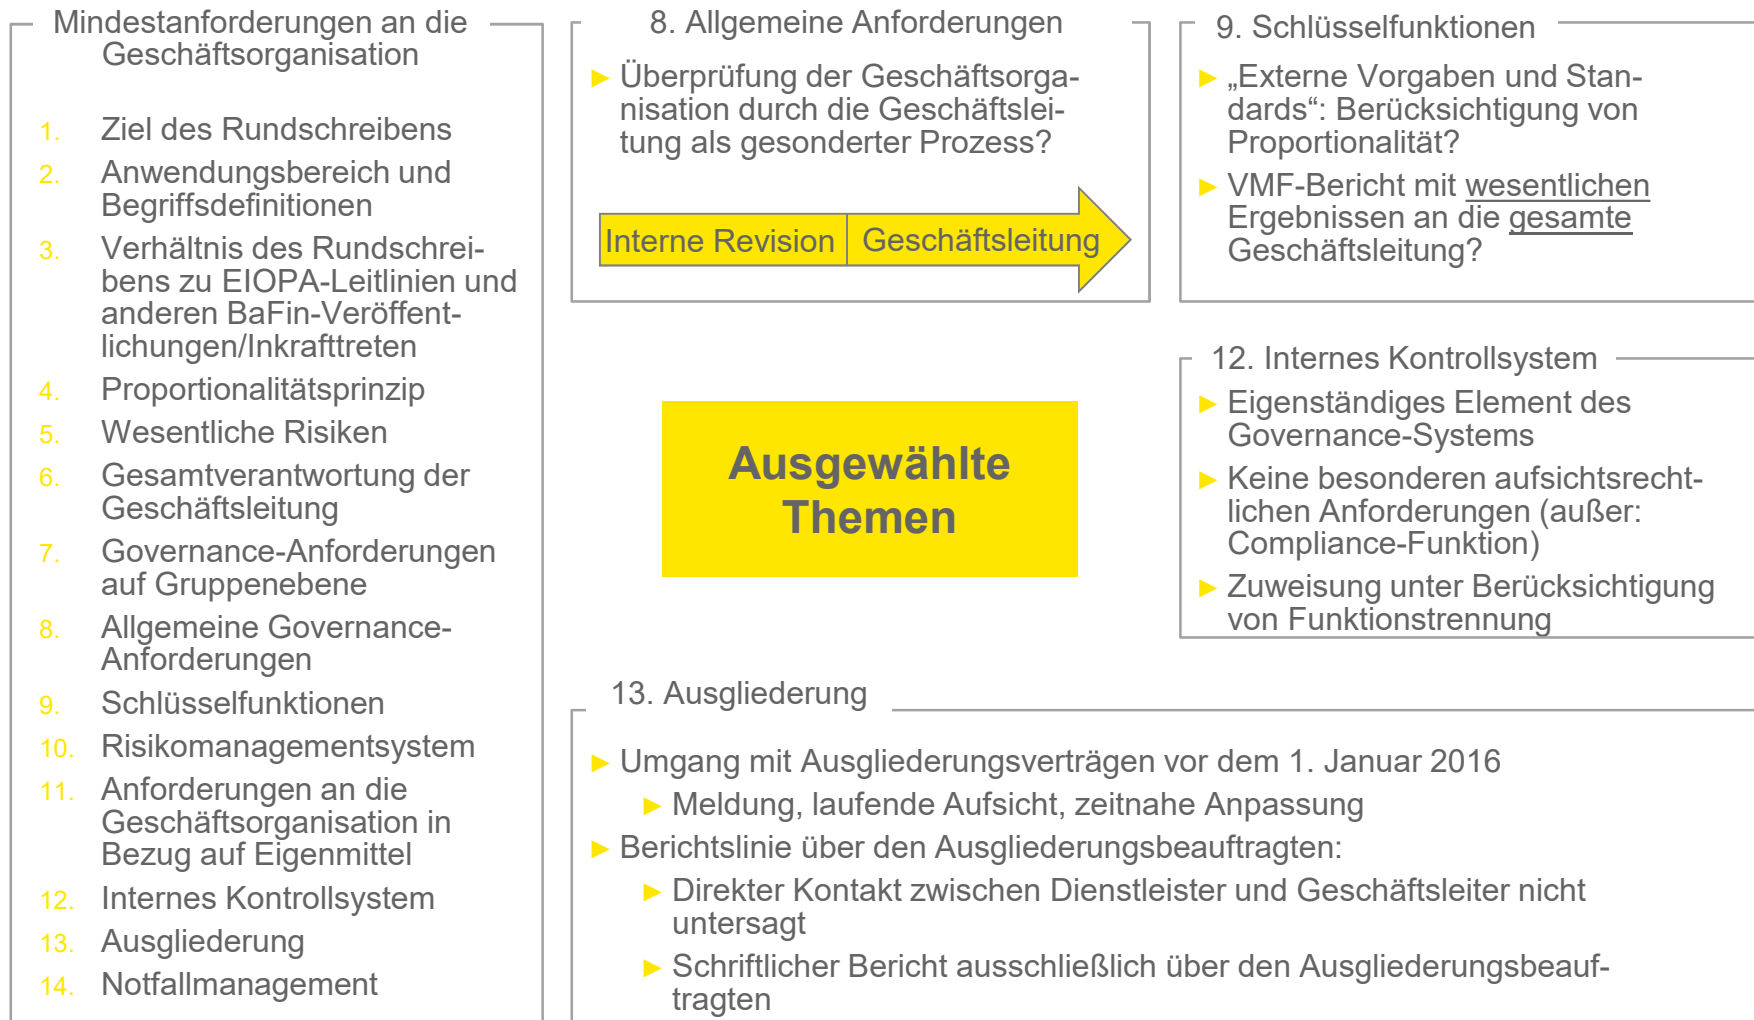 Mindestanforderungen an die
Geschäftsorganisation
1. Ziel des Rundschreibens
2. Anwendungsbereich und
Begriffsdefinitionen
3. Verhältnis des Rundschrei-
bens zu EIOPA-Leitlinien und
anderen BaFin-Veröffent-
lichungen/Inkrafttreten
4. Proportionalitätsprinzip
5. Wesentliche Risiken
6. Gesamtverantwortung der
Geschäftsleitung
7. Governance-Anforderungen
auf Gruppenebene
8. Allgemeine Governance-
Anforderungen
9. Schlüsselfunktionen
10. Risikomanagementsystem
11. Anforderungen an die
Geschäftsorganisation in
Bezug auf Eigenmittel
12. Internes Kontrollsystem
13. Ausgliederung
14. Notfallmanagement
8. Allgemeine Anforderungen
► Überprüfung der Geschäftsorga-
nisation durch die Geschäftslei-
tung als gesonderter Prozess?
Interne Revision
Geschäftsleitung
9. Schlüsselfunktionen
► „Externe Vorgaben und Stan-
dards“: Berücksichtigung von
Proportionalität?
► VMF-Bericht mit wesentlichen
Ergebnissen an die gesamte
Geschäftsleitung?
Ausgewählte
Themen
12. Internes Kontrollsystem
► Eigenständiges Element des
Governance-Systems
► Keine besonderen aufsichtsrecht-
lichen Anforderungen (außer:
Compliance-Funktion)
► Zuweisung unter Berücksichtigung
von Funktionstrennung
13. Ausgliederung
► Umgang mit Ausgliederungsverträgen vor dem 1. Januar 2016
► Meldung, laufende Aufsicht, zeitnahe Anpassung
► Berichtslinie über den Ausgliederungsbeauftragten:
► Direkter Kontakt zwischen Dienstleister und Geschäftsleiter nicht
untersagt
► Schriftlicher Bericht ausschließlich über den Ausgliederungsbeauf-
tragten